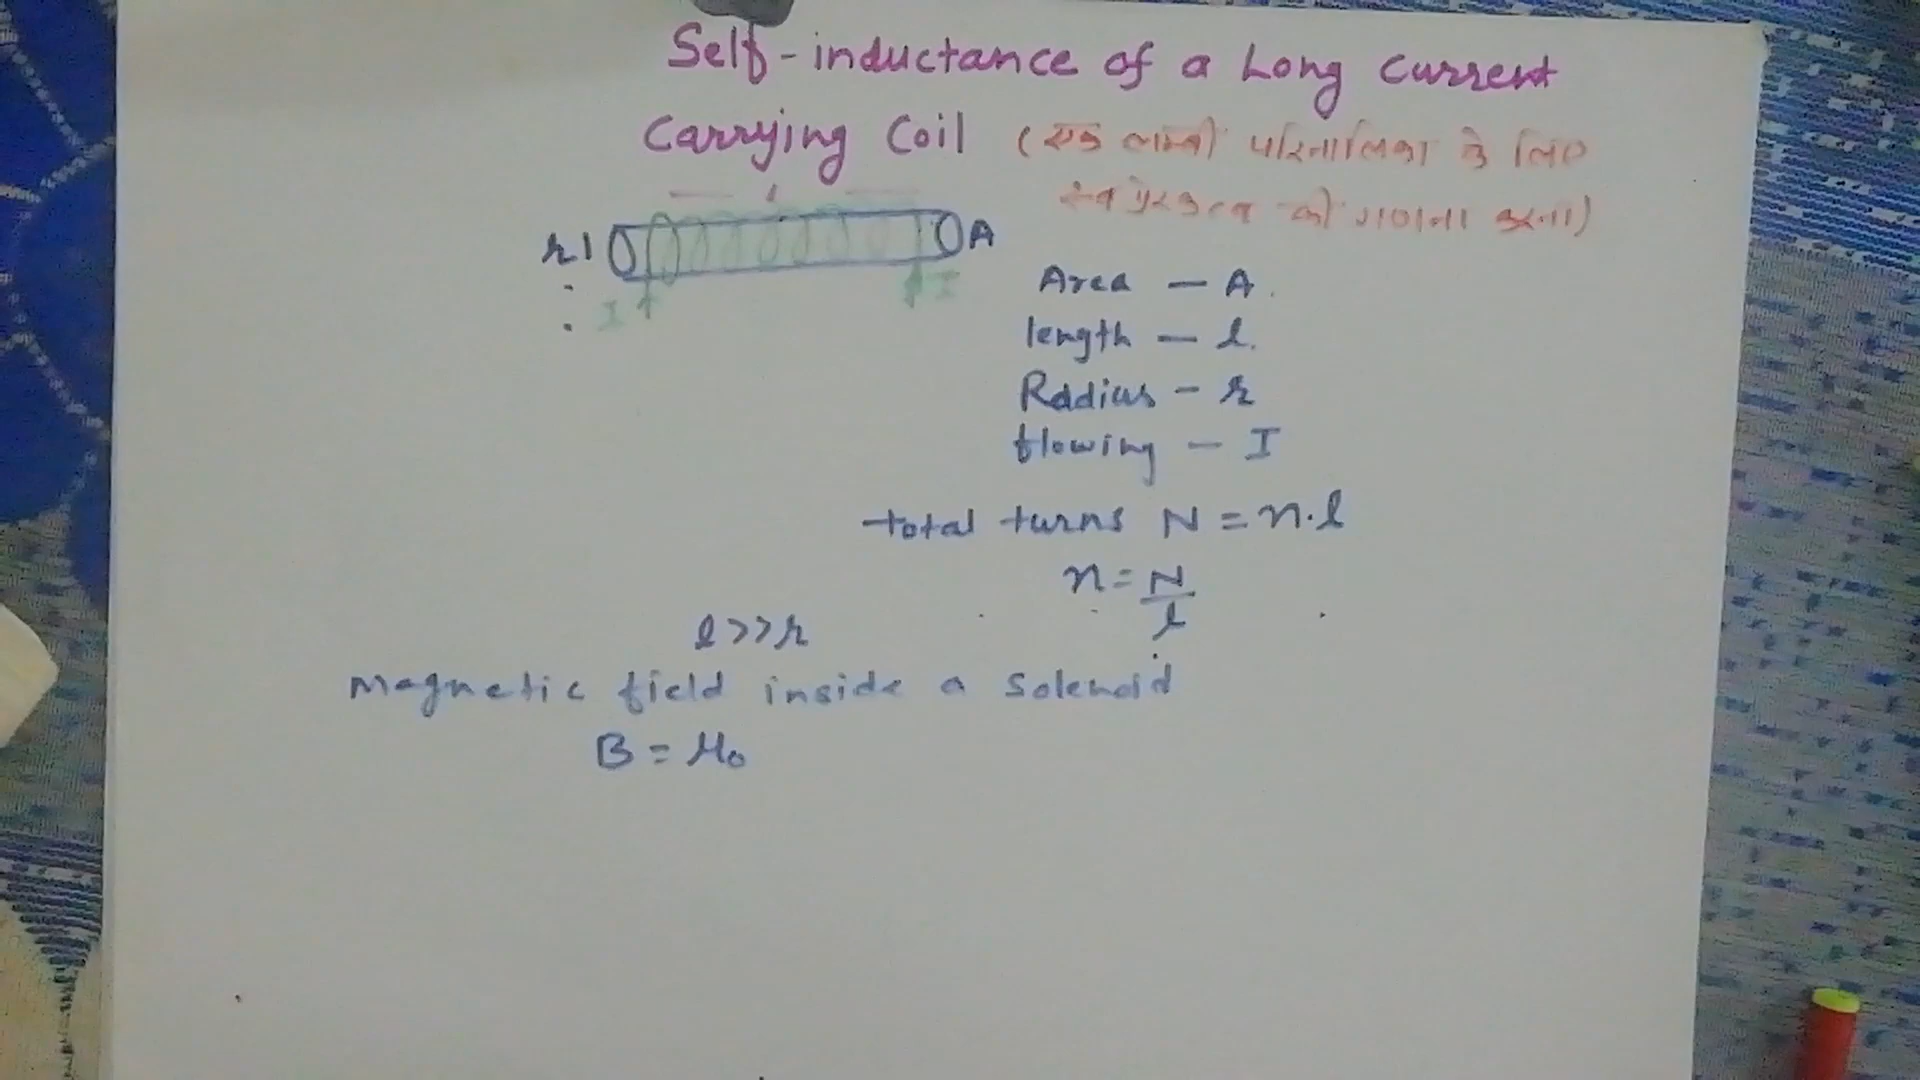 Self-inductance of a Long Current
Carrying Coil (एक लम्बी परिनालिका के लिए
स्व प्रेरकत्व की गणना करना)
l
r A
I I
Area — A.
length — l.
Radius - r
flowing - I
total turns N = n.l
n = N/l
l >> r
Magnetic field inside a Solenoid
B = μ₀